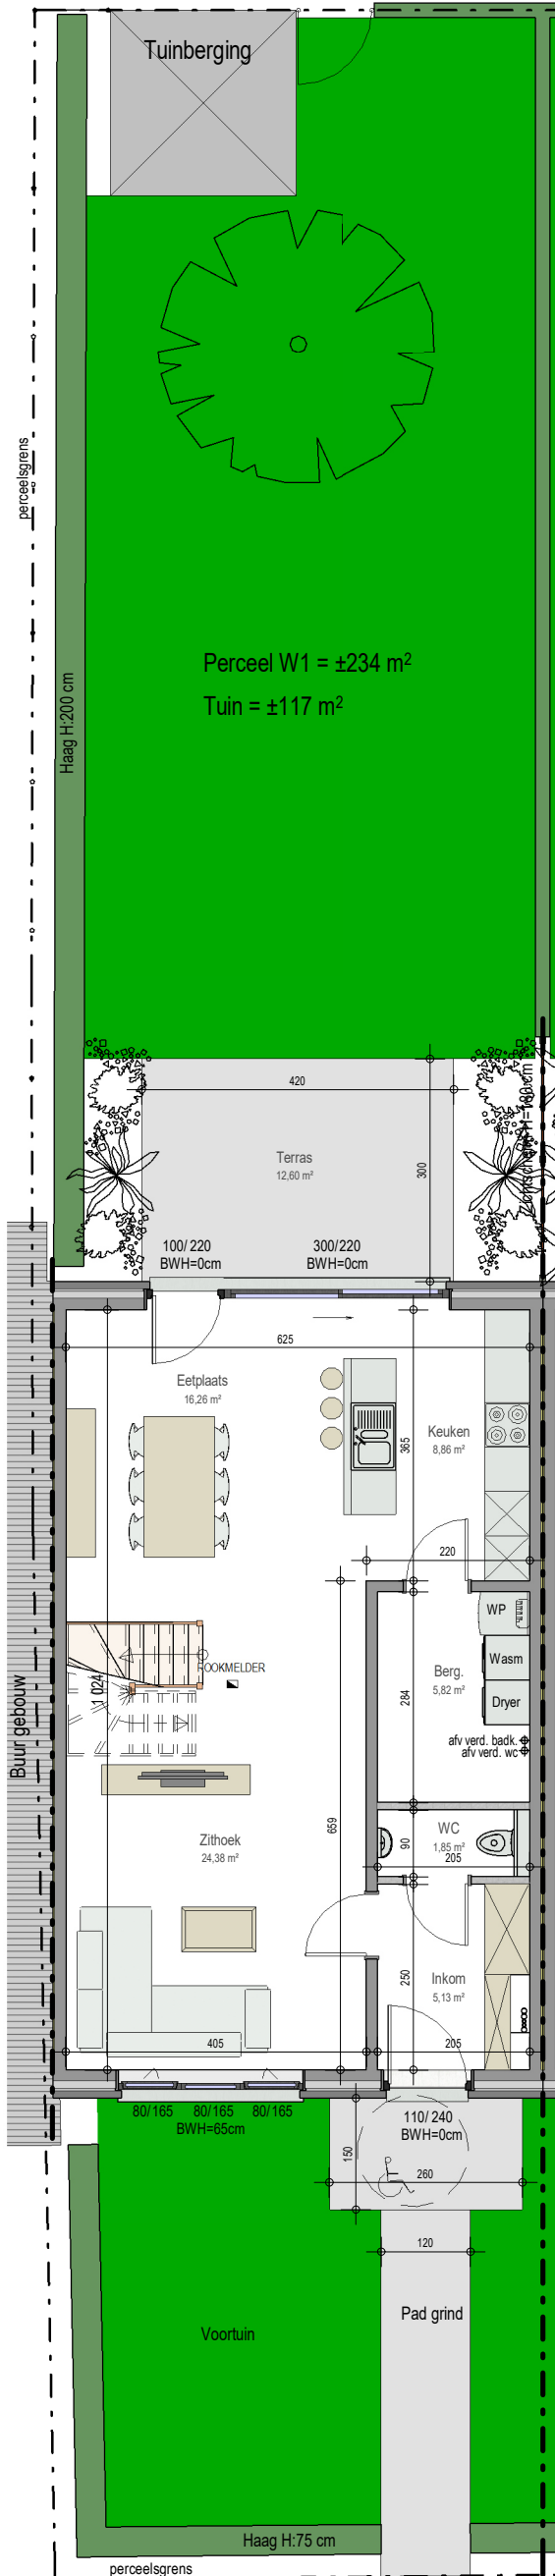 Tuinberging
perceelsgrens
Perceel W1 = ±234 m²
Tuin = ±117 m²
Haag H:200 cm
420
Terras
12,60 m²
300
100/220
BWH=0cm
300/220
BWH=0cm
625
Eetplaats
16,26 m²
365
Keuken
8,86 m²
220
WP
Wasm
Dryer
Berg.
5,82 m²
284
afv verd. badk.
afv verd. wc
OOKMELDER
1 024
Buur gebouw
659
Zithoek
24,38 m²
WC
1,85 m²
90
205
250
Inkom
5,13 m²
405
205
80/165
80/165
80/165
BWH=65cm
110/240
BWH=0cm
150
260
120
Pad grind
Voortuin
Haag H:75 cm
perceelsgrens